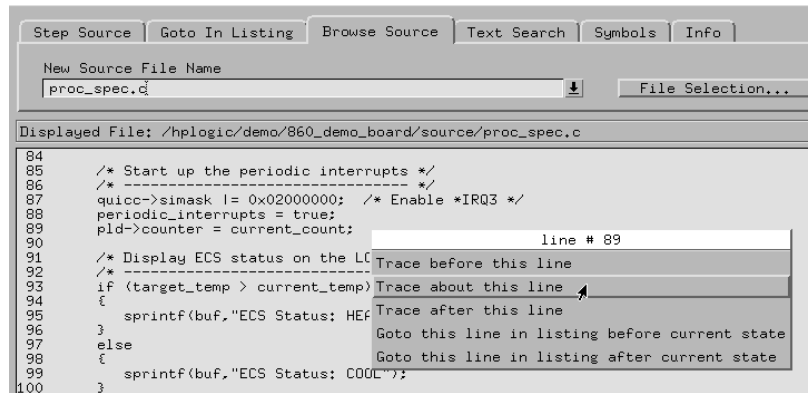 Step Source Goto In Listing Browse Source Text Search Symbols Info
New Source File Name
proc_spec.c
File Selection...
Displayed File: /hplogic/demo/860_demo_board/source/proc_spec.c
84
85 /* Start up the periodic interrupts */
86 /* -------------------------------- */
87 quicc->simask |= 0x02000000; /* Enable *IRQ3 */
88 periodic_interrupts = true;
89 pld->counter = current_count;
90
line # 89
91 /* Display ECS status on the LC
Trace before this line
92 /* --------------------------
93 if (target_temp > current_temp)
Trace about this line
94 {
Trace after this line
95 sprintf(buf,"ECS Status: HEA
96 }
Goto this line in listing before current state
97 else
98 {
Goto this line in listing after current state
99 sprintf(buf,"ECS Status: COOL");
100 }